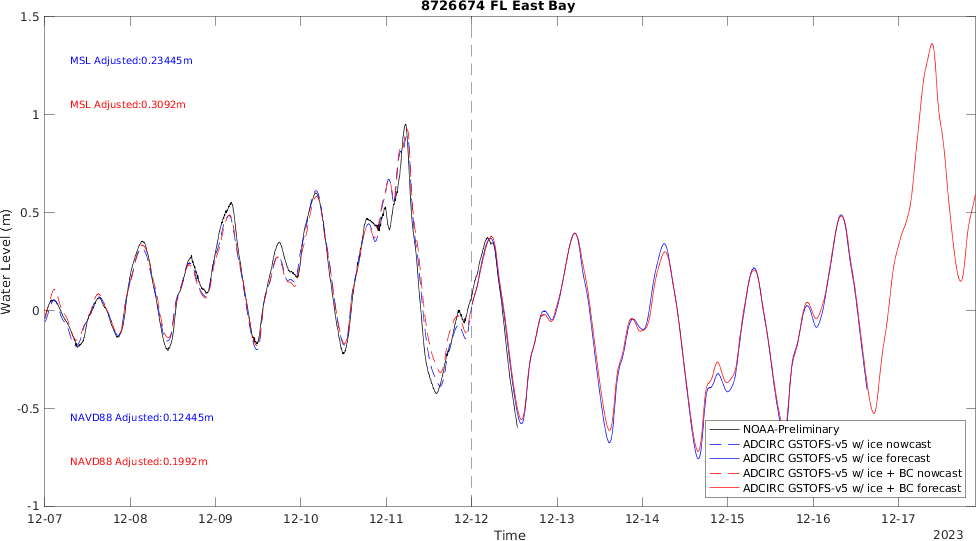 8726674 FL East Bay
1.5
MSL Adjusted:0.23445m
MSL Adjusted:0.3092m
1
0.5
Water Level (m)
0
-0.5
NAVD88 Adjusted:0.12445m
NAVD88 Adjusted:0.1992m
NOAA-Preliminary
ADCIRC GSTOFS-v5 w/ ice nowcast
ADCIRC GSTOFS-v5 w/ ice forecast
ADCIRC GSTOFS-v5 w/ ice + BC nowcast
ADCIRC GSTOFS-v5 w/ ice + BC forecast
-1
12-07 12-08 12-09 12-10 12-11 12-12 12-13 12-14 12-15 12-16 12-17
Time
2023